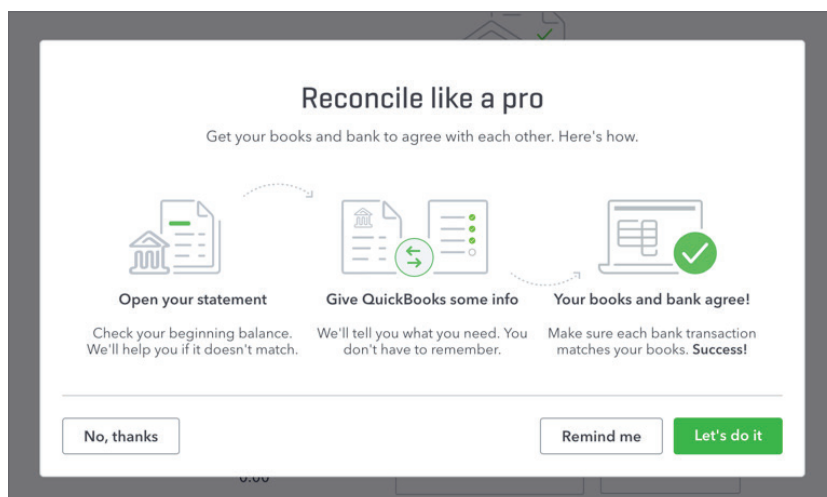 Reconcile like a pro
Get your books and bank to agree with each other. Here's how.
Open your statement
Check your beginning balance.
We'll help you if it doesn't match.
Give QuickBooks some info
We'll tell you what you need. You
don't have to remember.
Your books and bank agree!
Make sure each bank transaction
matches your books. Success!
No, thanks
Remind me
Let's do it
0.00